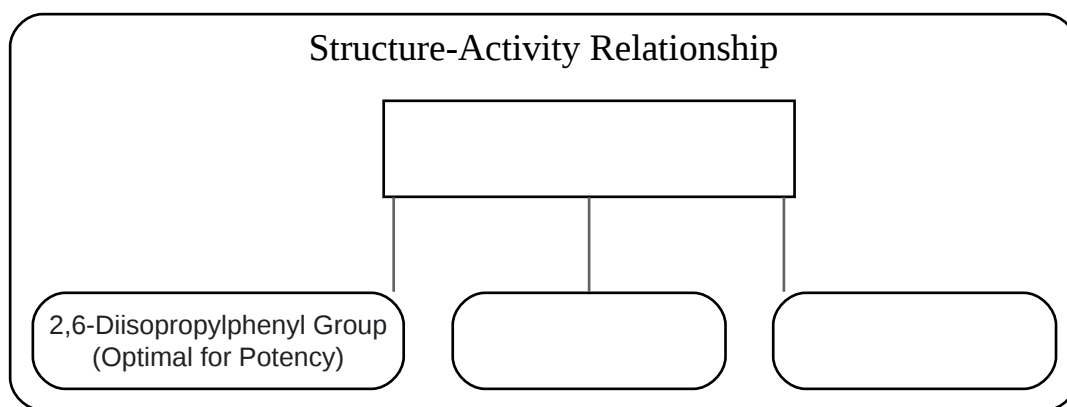 Structure-Activity Relationship
2,6-Diisopropylphenyl Group
(Optimal for Potency)